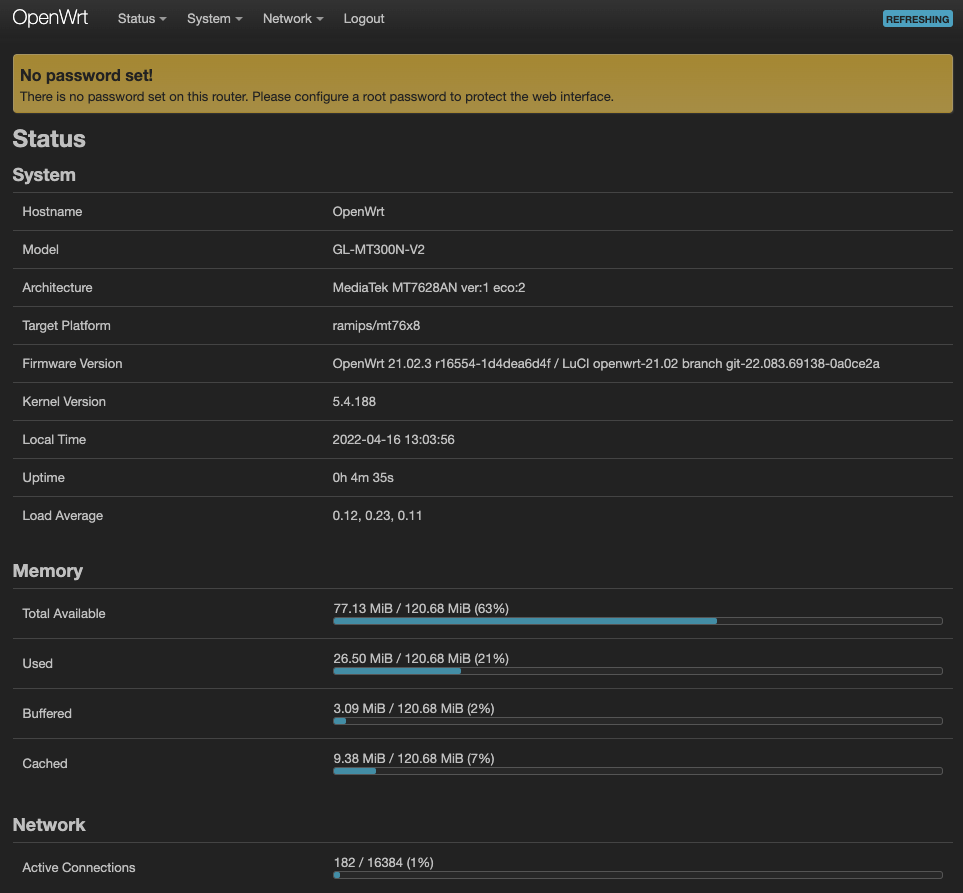 OpenWrt Status System Network Logout REFRESHING
No password set!
There is no password set on this router. Please configure a root password to protect the web interface.
Status
System
Hostname OpenWrt
Model GL-MT300N-V2
Architecture MediaTek MT7628AN ver:1 eco:2
Target Platform ramips/mt76x8
Firmware Version OpenWrt 21.02.3 r16554-1d4dea6d4f / LuCI openwrt-21.02 branch git-22.083.69138-0a0ce2a
Kernel Version 5.4.188
Local Time 2022-04-16 13:03:56
Uptime 0h 4m 35s
Load Average 0.12, 0.23, 0.11
Memory
Total Available 77.13 MiB / 120.68 MiB (63%)
Used 26.50 MiB / 120.68 MiB (21%)
Buffered 3.09 MiB / 120.68 MiB (2%)
Cached 9.38 MiB / 120.68 MiB (7%)
Network
Active Connections 182 / 16384 (1%)